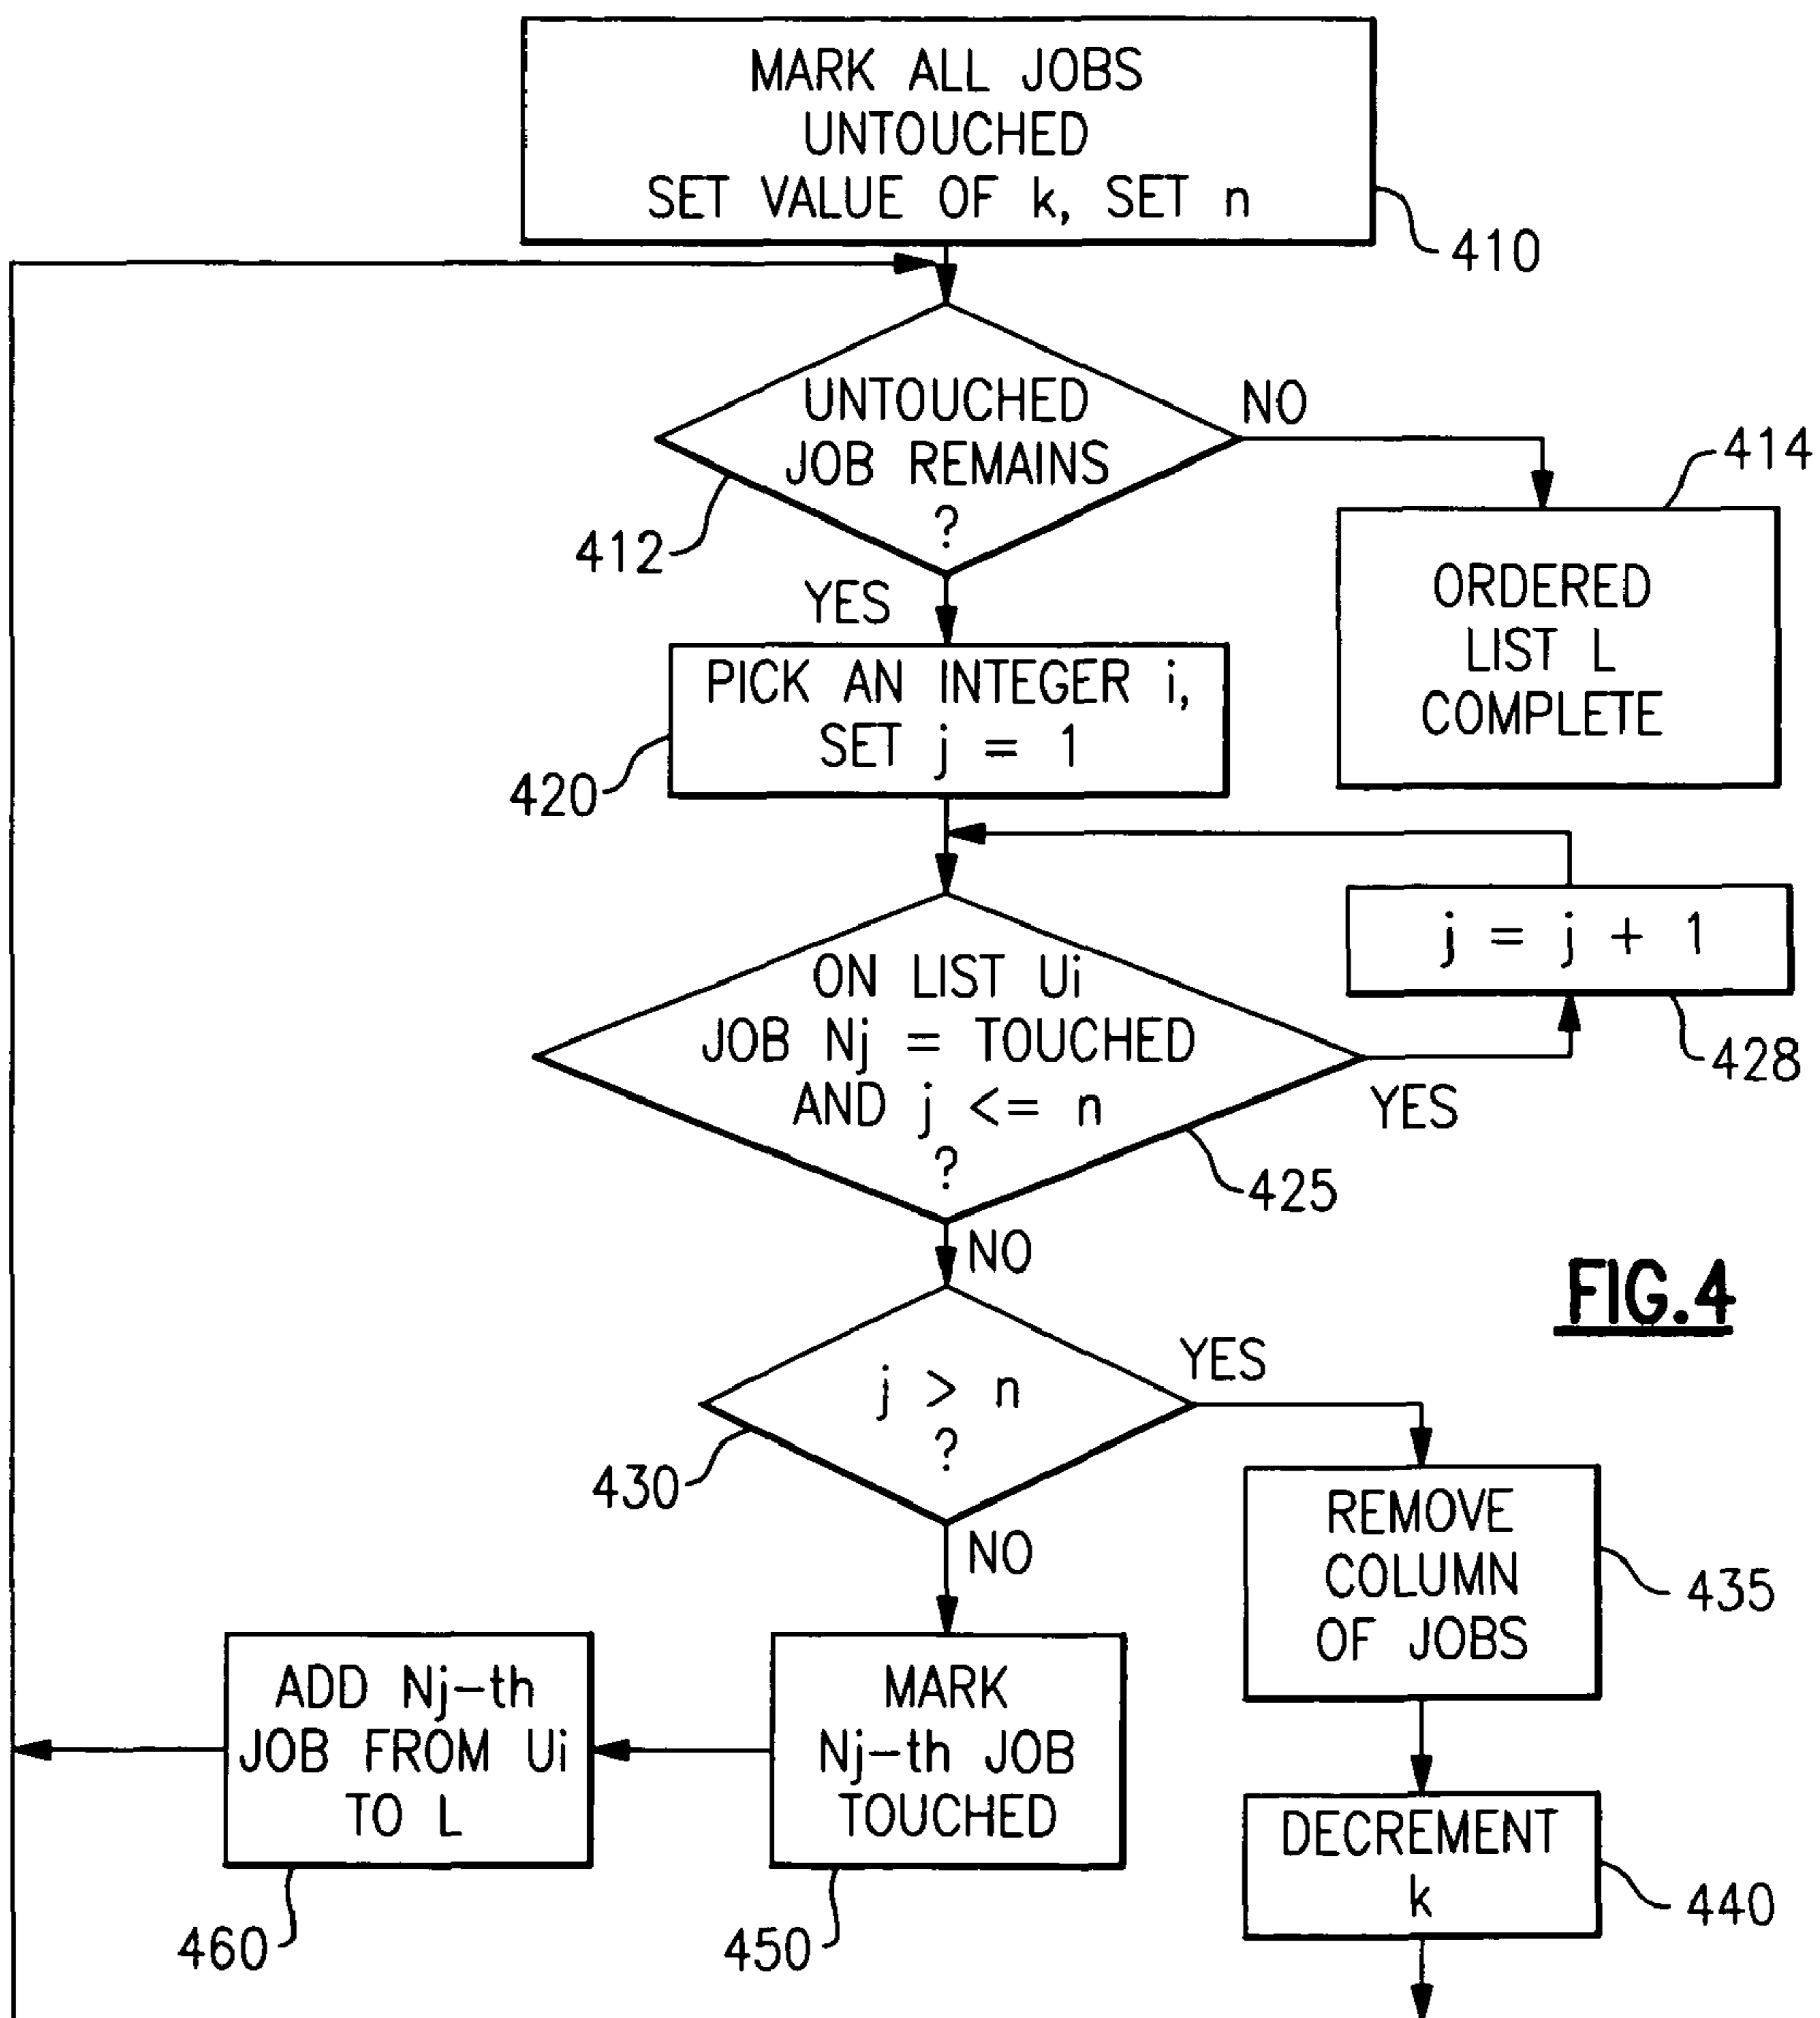 MARK ALL JOBS
UNTOUCHED
SET VALUE OF k, SET n
410
UNTOUCHED
JOB REMAINS
?
412
NO
YES
414
ORDERED
LIST L
COMPLETE
PICK AN INTEGER i,
SET j = 1
420
j = j + 1
428
ON LIST Ui
JOB Nj = TOUCHED
AND j <= n
?
YES
425
NO
FIG.4
j > n
?
YES
430
NO
REMOVE
COLUMN
OF JOBS
435
ADD Nj-th
JOB FROM Ui
TO L
460
MARK
Nj-th JOB
TOUCHED
450
DECREMENT
k
440